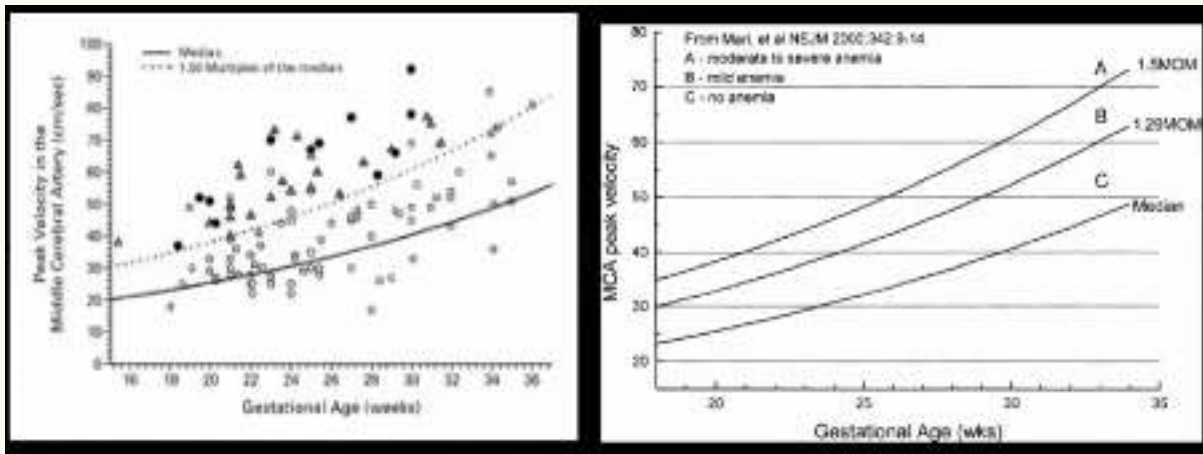 100
90
80
70
60
50
40
30
20
10
0
Median
1.50 Multiples of the median
Peak Velocity in the
Middle Cerebral Artery (cm/sec)
16 18 20 22 24 26 28 30 32 34 36
Gestational Age (weeks)
80
70
60
50
40
30
20
From Mari, et al NEJM 2000;342:9-14
A - moderate to severe anemia
B - mild anemia
C - no anemia
A
1.5MOM
B
1.29MOM
C
Median
MCA peak velocity
20 25 30 35
Gestational Age (wks)